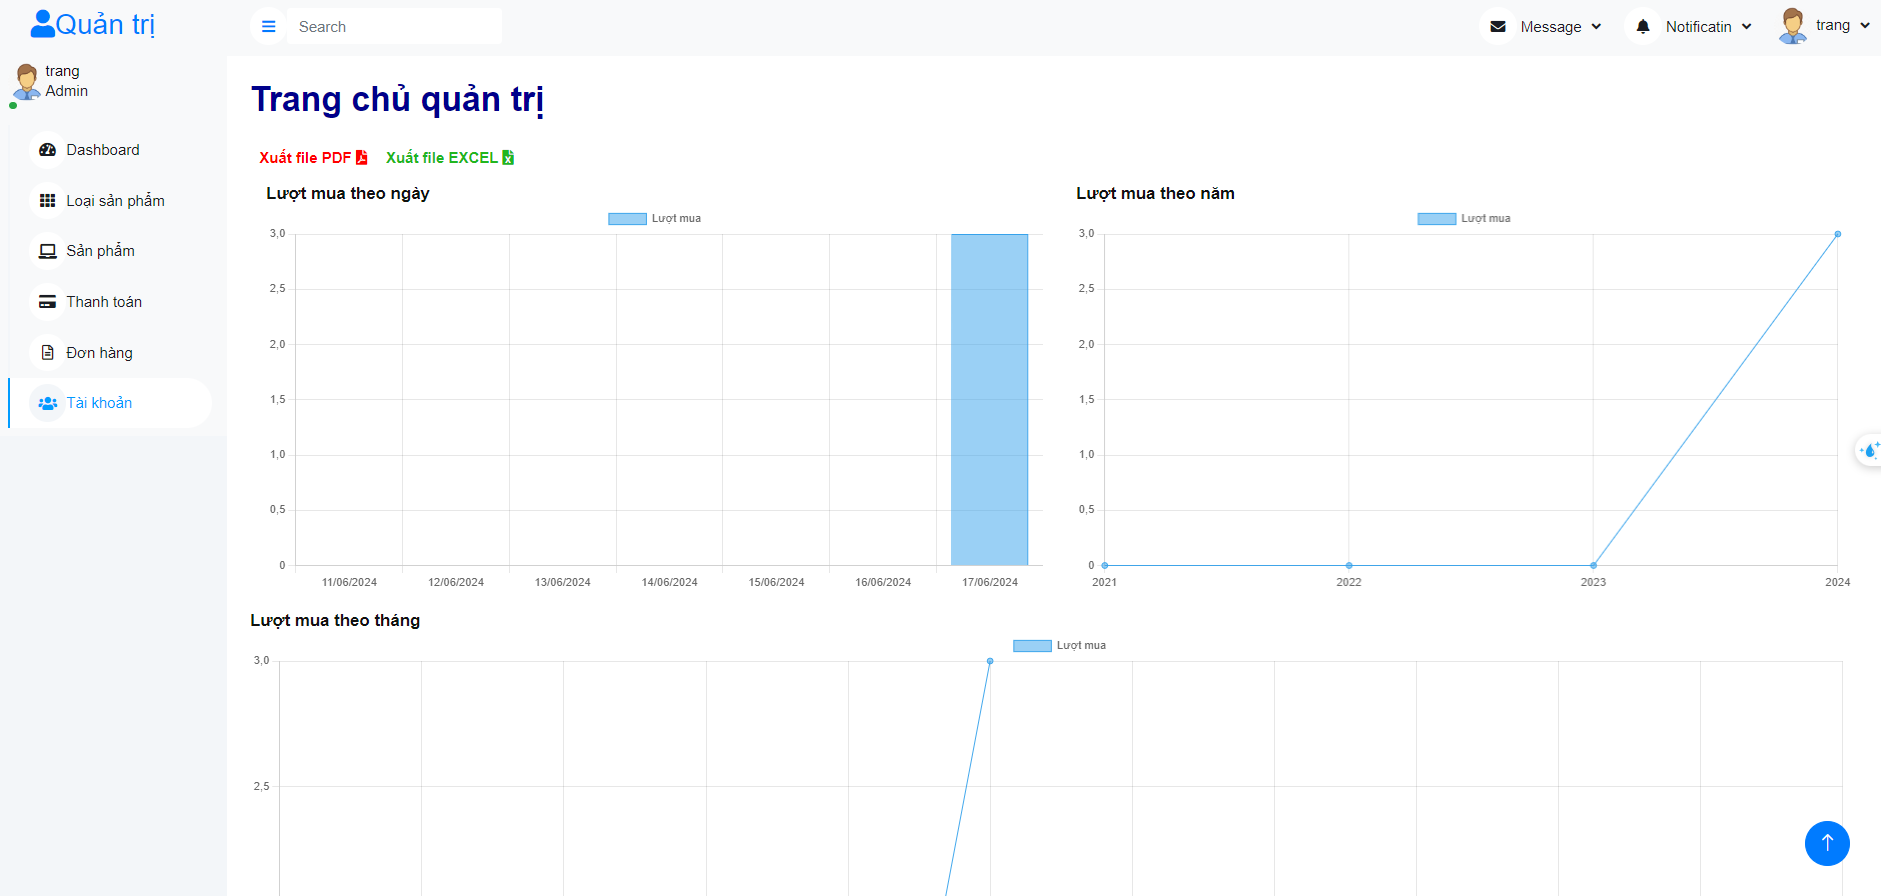 Quản trị
Search
Message
Notificatin
trang
trang
Admin
Dashboard
Loại sản phẩm
Sản phẩm
Thanh toán
Đơn hàng
Tài khoản
Trang chủ quản trị
Xuất file PDF
Xuất file EXCEL
Lượt mua theo ngày
Lượt mua
3,0
2,5
2,0
1,5
1,0
0,5
0
11/06/2024 12/06/2024 13/06/2024 14/06/2024 15/06/2024 16/06/2024 17/06/2024
Lượt mua theo năm
Lượt mua
3,0
2,5
2,0
1,5
1,0
0,5
0
2021 2022 2023 2024
Lượt mua theo tháng
Lượt mua
3,0
2,5